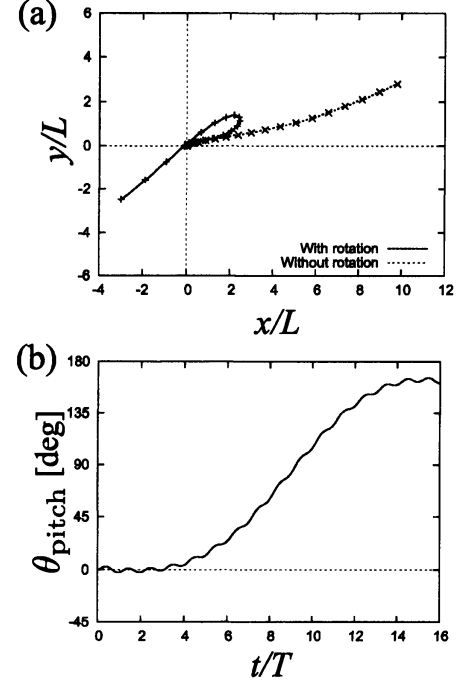 (a)
6
4
2
0
-2
-4
-6
y/L
With rotation
Without rotation
-4 -2 0 2 4 6 8 10 12
x/L
(b)
180
135
90
45
0
-45
θpitch [deg]
0 2 4 6 8 10 12 14 16
t/T